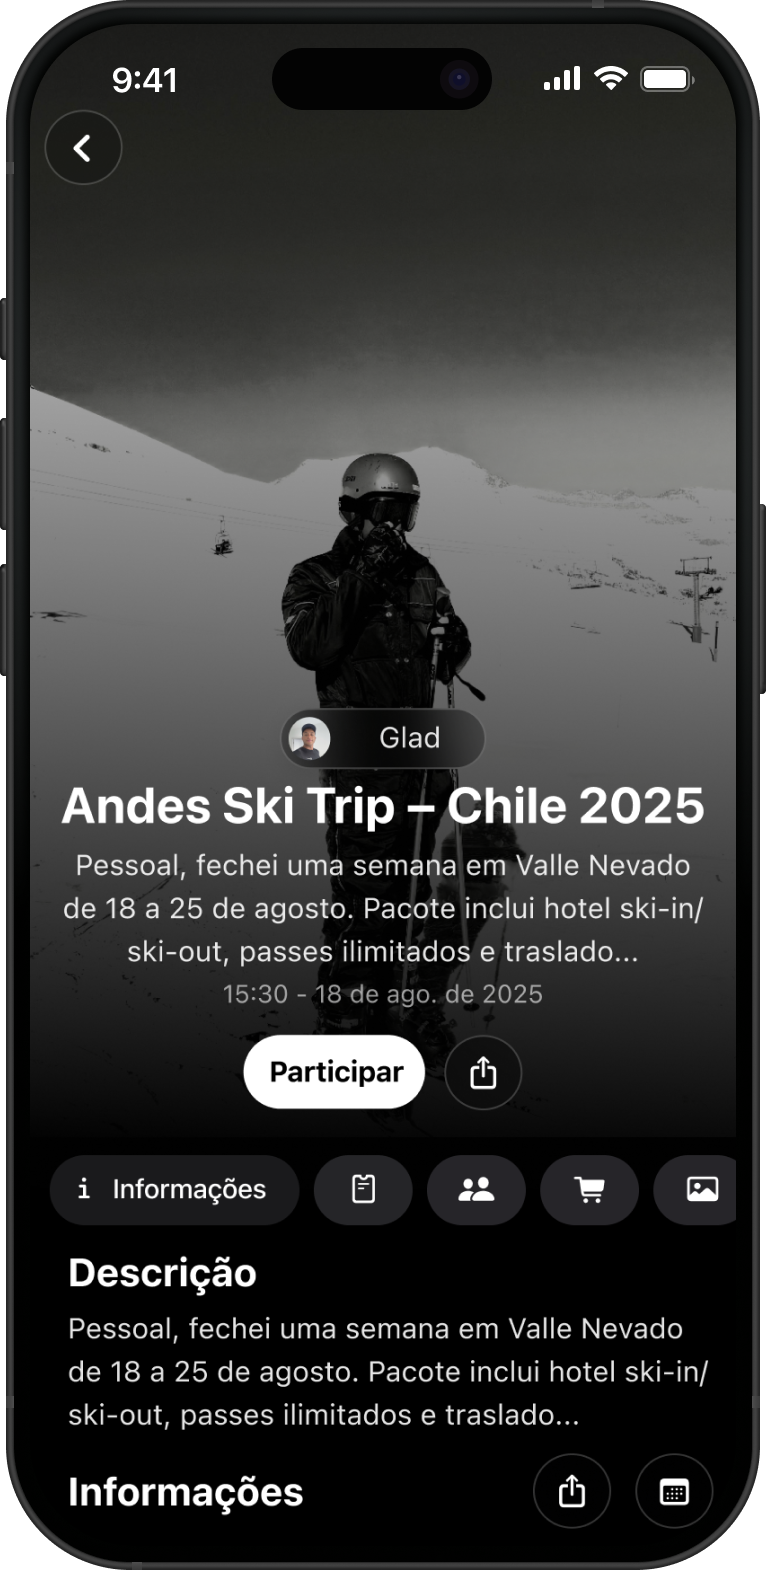 9:41
Glad
Andes Ski Trip – Chile 2025
Pessoal, fechei uma semana em Valle Nevado
de 18 a 25 de agosto. Pacote inclui hotel ski-in/
ski-out, passes ilimitados e traslado...
15:30 - 18 de ago. de 2025
Participar
i Informações
Descrição
Pessoal, fechei uma semana em Valle Nevado
de 18 a 25 de agosto. Pacote inclui hotel ski-in/
ski-out, passes ilimitados e traslado...
Informações